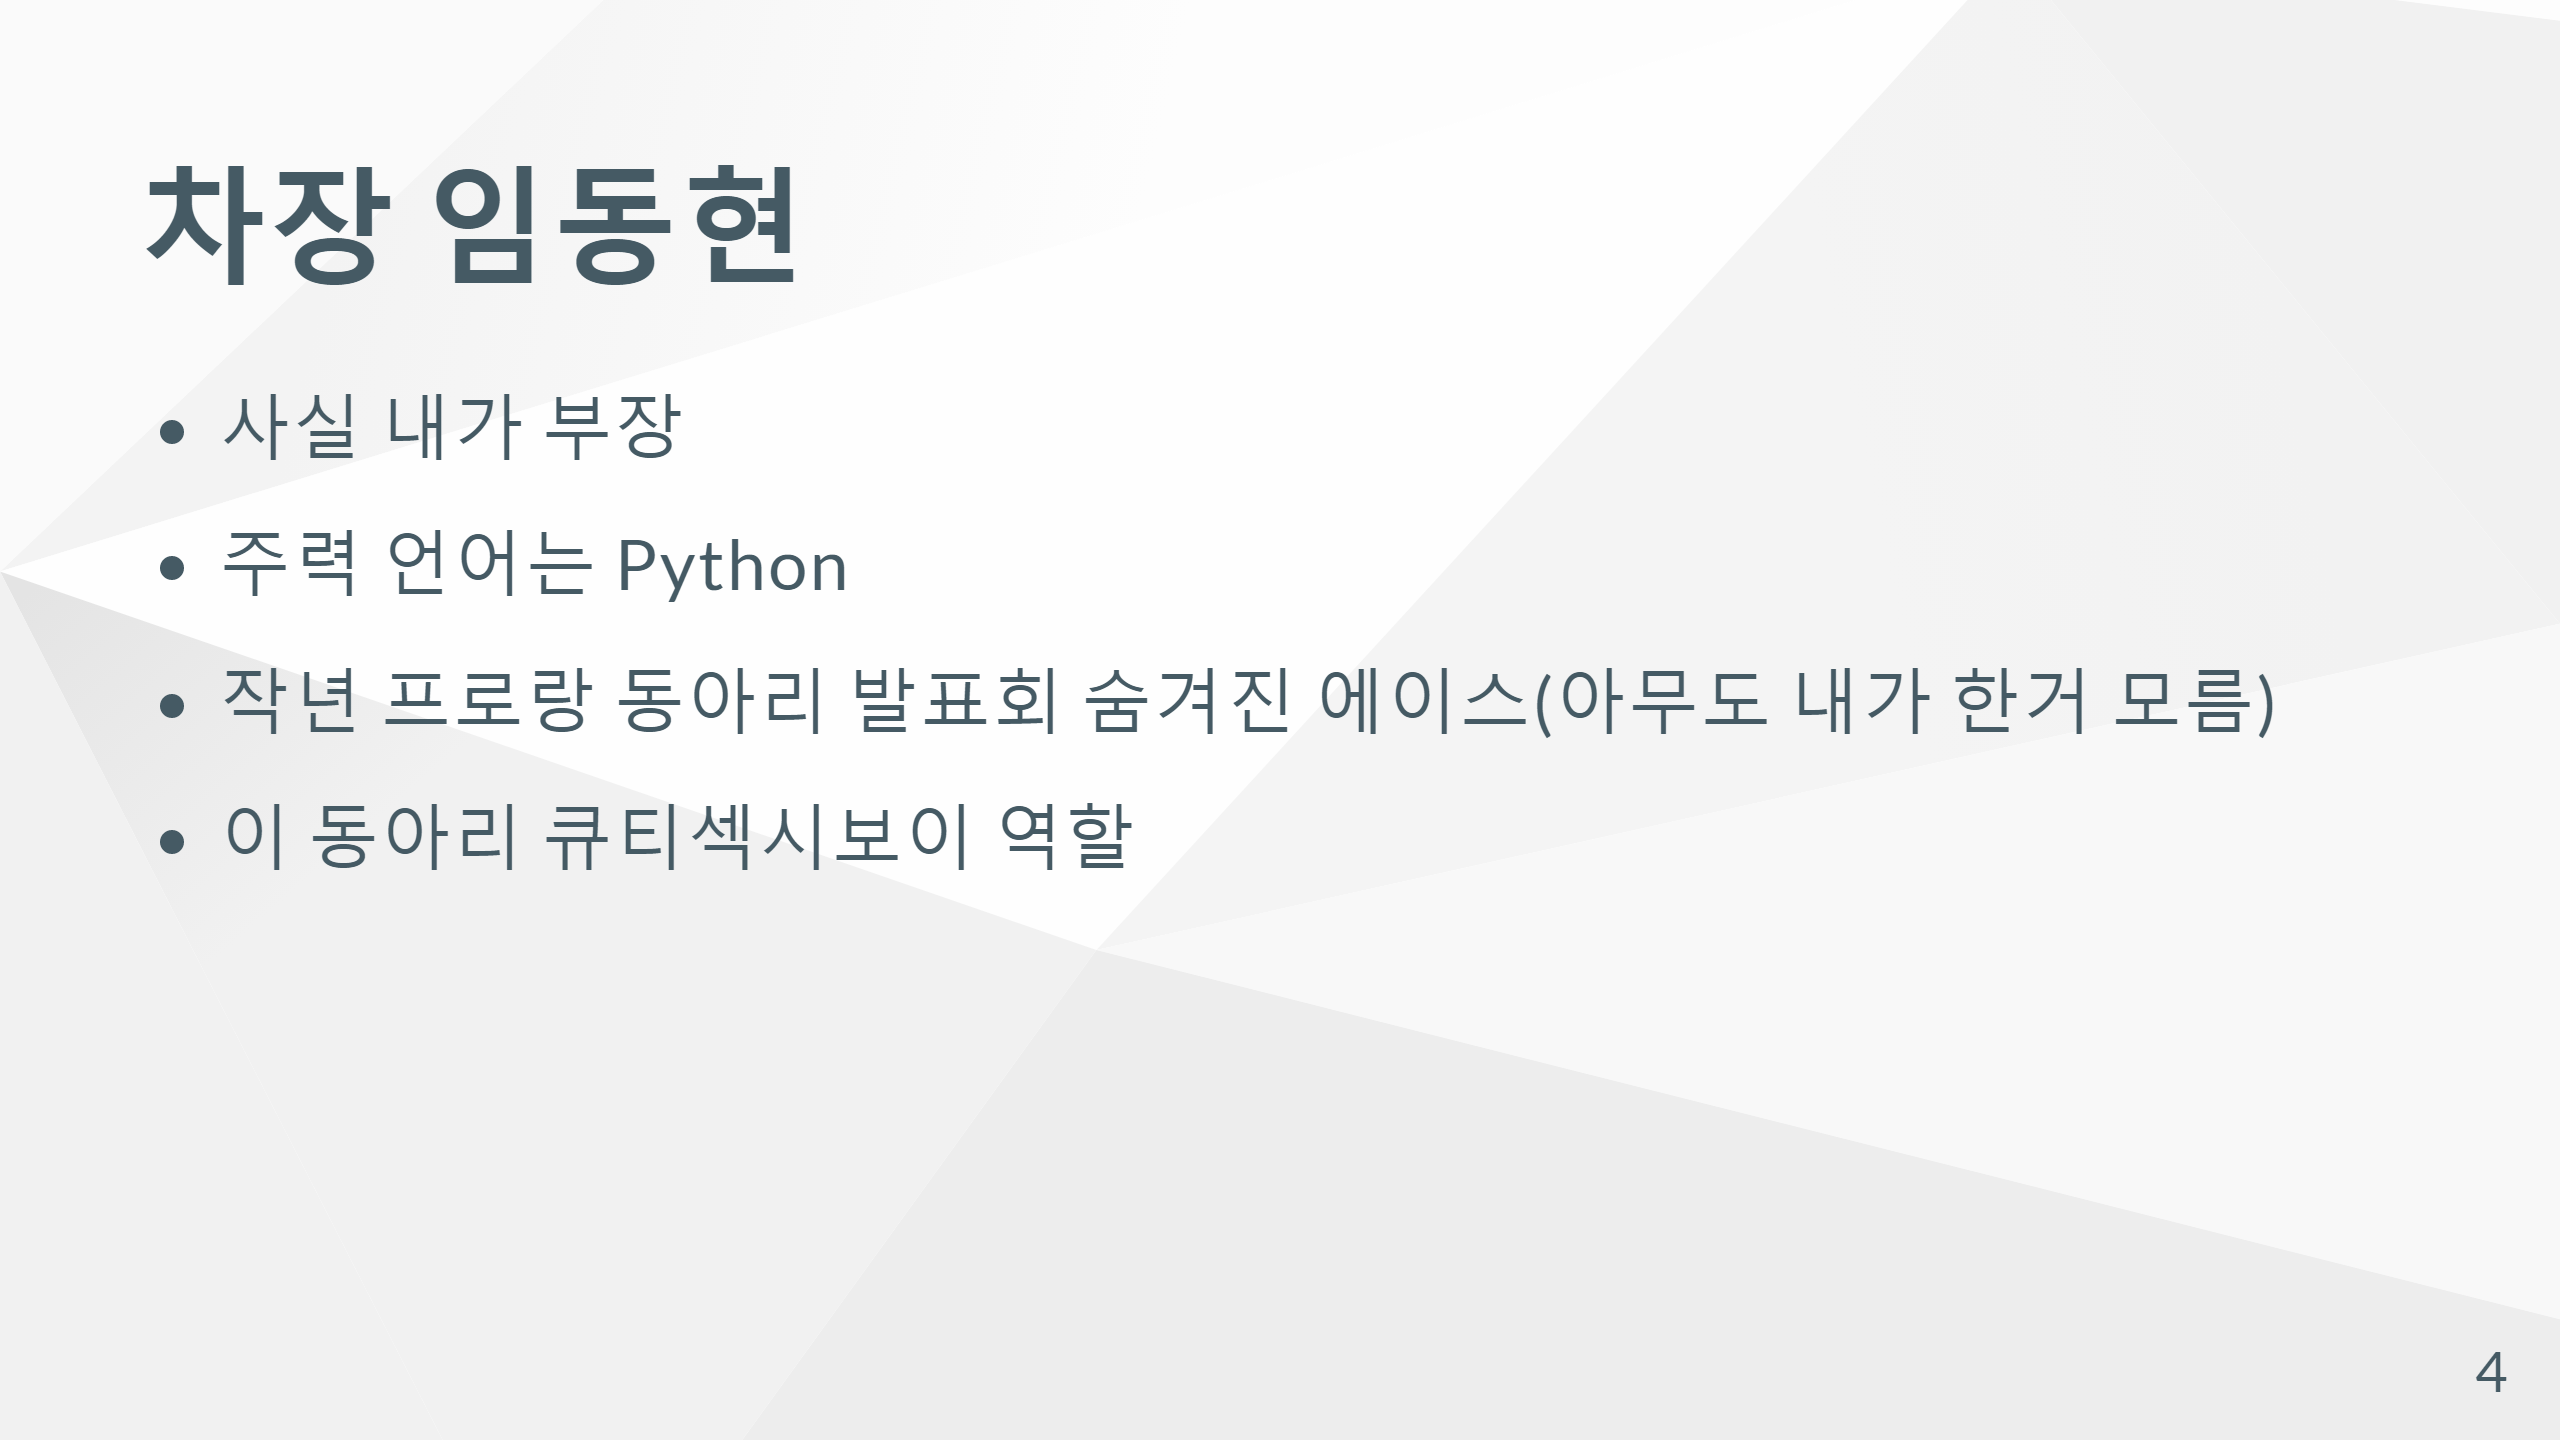 차장 임동현
• 사실 내가 부장
• 주력 언어는 Python
• 작년 프로랑 동아리 발표회 숨겨진 에이스(아무도 내가 한거 모름)
• 이 동아리 큐티섹시보이 역할
4